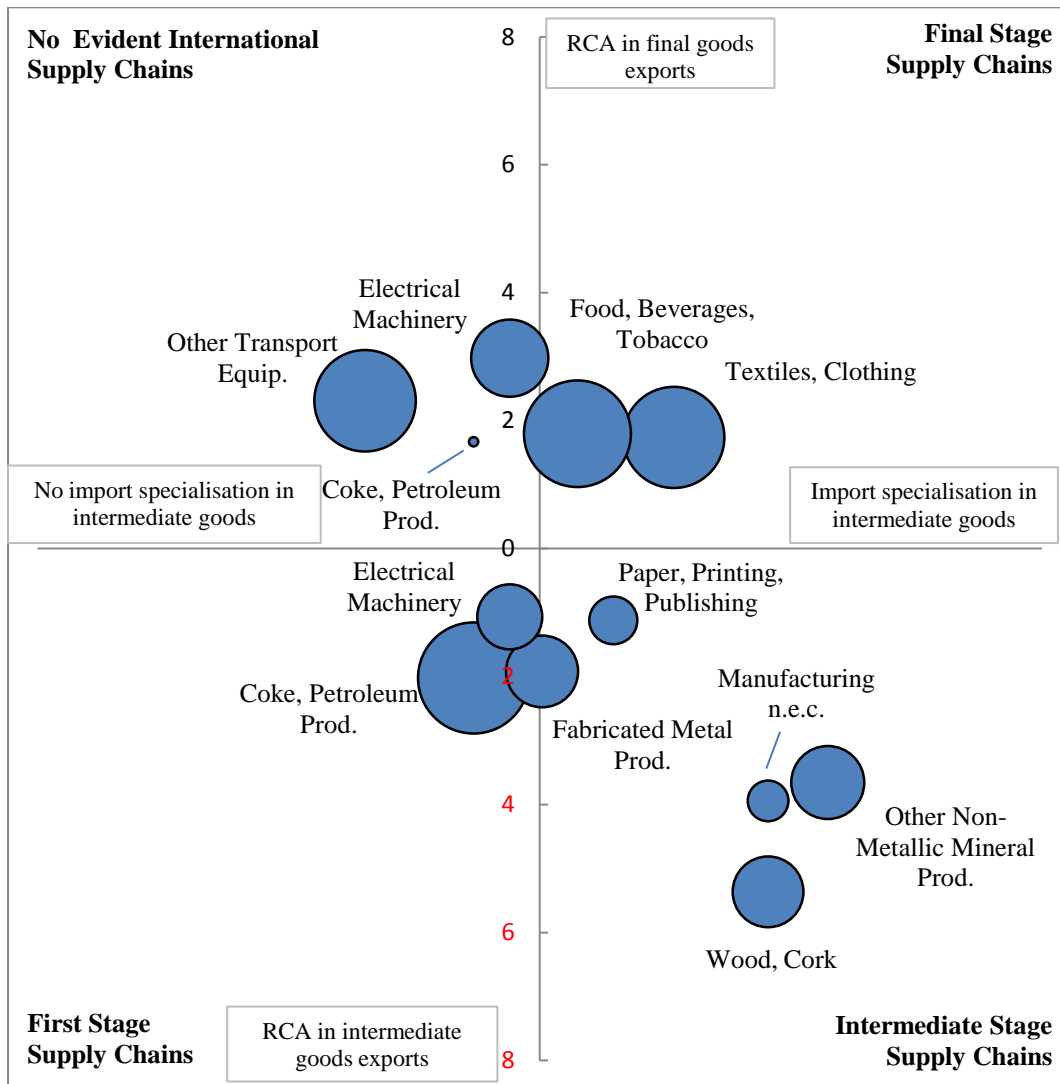 No Evident International
Supply Chains
8
RCA in final goods
exports
Final Stage
Supply Chains
6
4
Electrical
Machinery
Food, Beverages,
Tobacco
Other Transport
Equip.
Textiles, Clothing
2
No import specialisation in
intermediate goods
Coke, Petroleum
Prod.
Import specialisation in
intermediate goods
0
Electrical
Machinery
Paper, Printing,
Publishing
2
Coke, Petroleum
Prod.
Fabricated Metal
Prod.
Manufacturing
n.e.c.
4
Other Non-
Metallic Mineral
Prod.
6
Wood, Cork
First Stage
Supply Chains
RCA in intermediate
goods exports
8
Intermediate Stage
Supply Chains